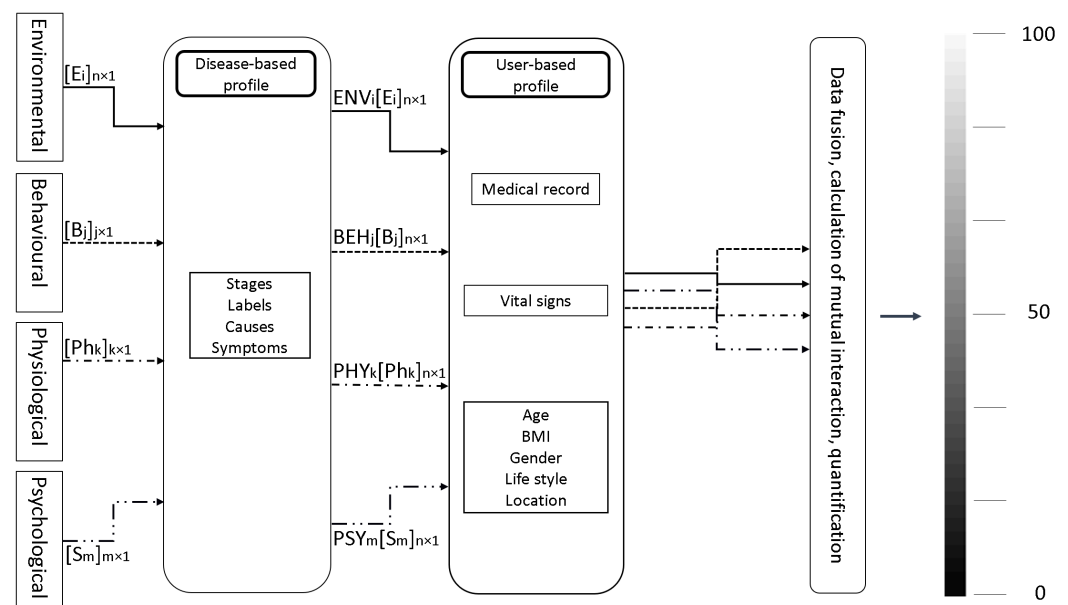 Environmental
[Ei]n×1
Behavioural
[Bj]j×1
Physiological
[Phk]k×1
Psychological
[Sm]m×1
Disease-based
profile
Stages
Labels
Causes
Symptoms
ENVi[Ei]n×1
BEHj[Bj]n×1
PHYk[Phk]n×1
PSYm[Sm]n×1
User-based
profile
Medical record
Vital signs
Age
BMI
Gender
Life style
Location
Data fusion, calculation of mutual interaction, quantification
100
50
0